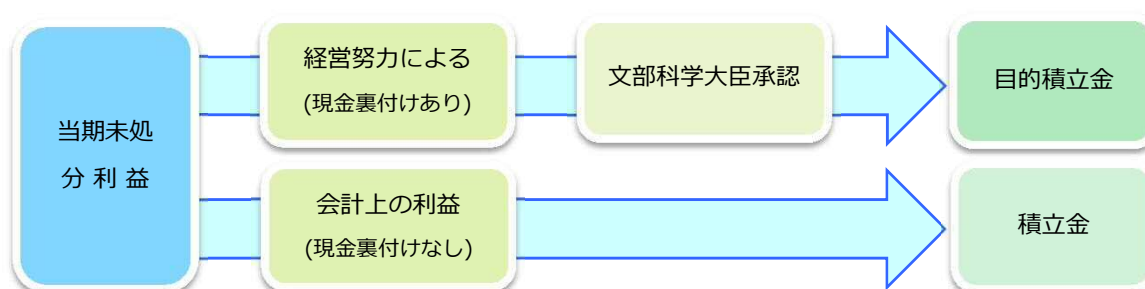 当期未処
分 利 益
経営努力による
(現金裏付けあり)
文部科学大臣承認
目的積立金
会計上の利益
(現金裏付けなし)
積立金